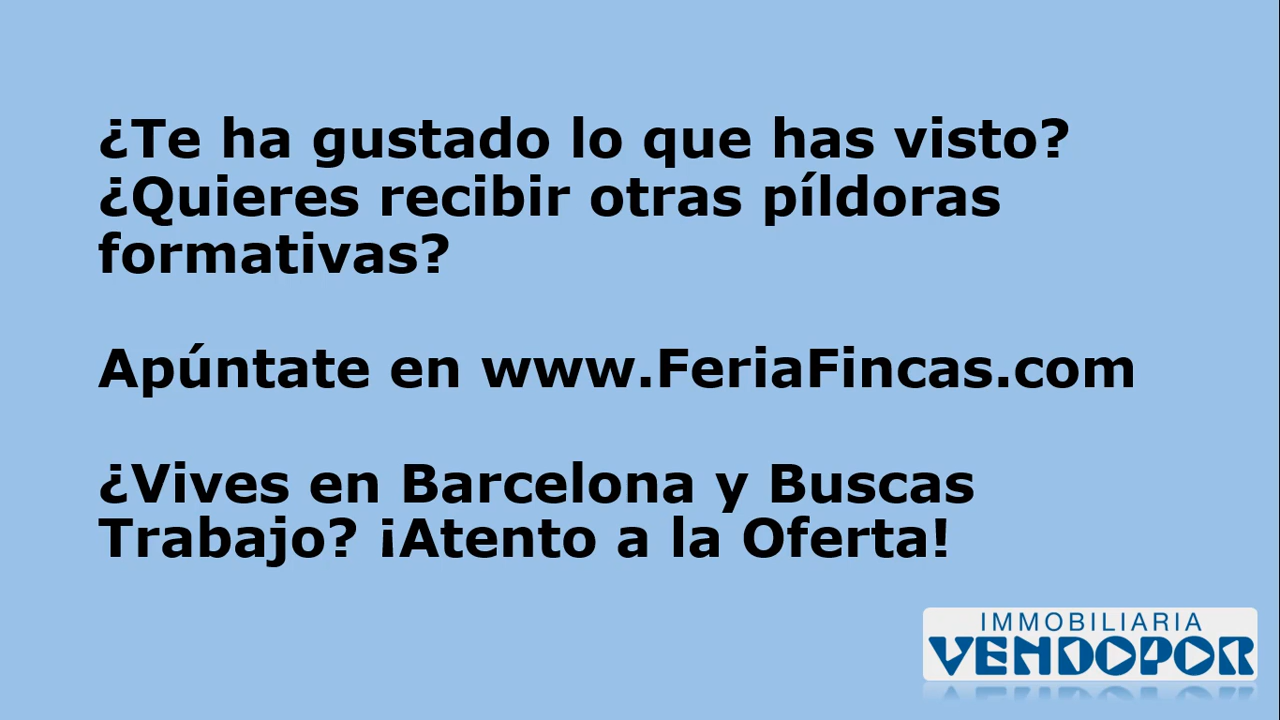 ¿Te ha gustado lo que has visto?
¿Quieres recibir otras píldoras
formativas?
Apúntate en www.FeriaFincas.com
¿Vives en Barcelona y Buscas
Trabajo? ¡Atento a la Oferta!
IMMOBILIARIA
VENDOPOR